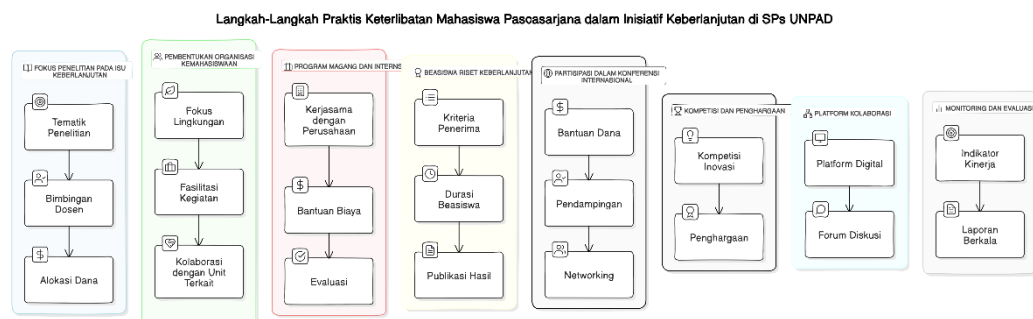 Langkah-Langkah Praktis Keterlibatan Mahasiswa Pascasarjana dalam Inisiatif Keberlanjutan di SPs UNPAD
FOKUS PENELITIAN PADA ISU
KEBERLANJUTAN
Tematik
Penelitian
Bimbingan
Dosen
Alokasi Dana
PEMBENTUKAN ORGANISASI
KEMAHASISWAAN
Fokus
Lingkungan
Fasilitasi
Kegiatan
Kolaborasi
dengan Unit
Terkait
PROGRAM MAGANG DAN INTERNS
Kerjasama
dengan
Perusahaan
Bantuan Biaya
Evaluasi
BEASISWA RISET KEBERLANJUTAN
Kriteria
Penerima
Durasi
Beasiswa
Publikasi Hasil
PARTISIPASI DALAM KONFERENSI
INTERNASIONAL
Bantuan Dana
Pendampingan
Networking
KOMPETISI DAN PENGHARGAAN
Kompetisi
Inovasi
Penghargaan
PLATFORM KOLABORASI
Platform Digital
Forum Diskusi
MONITORING DAN EVALUASI
Indikator
Kinerja
Laporan
Berkala